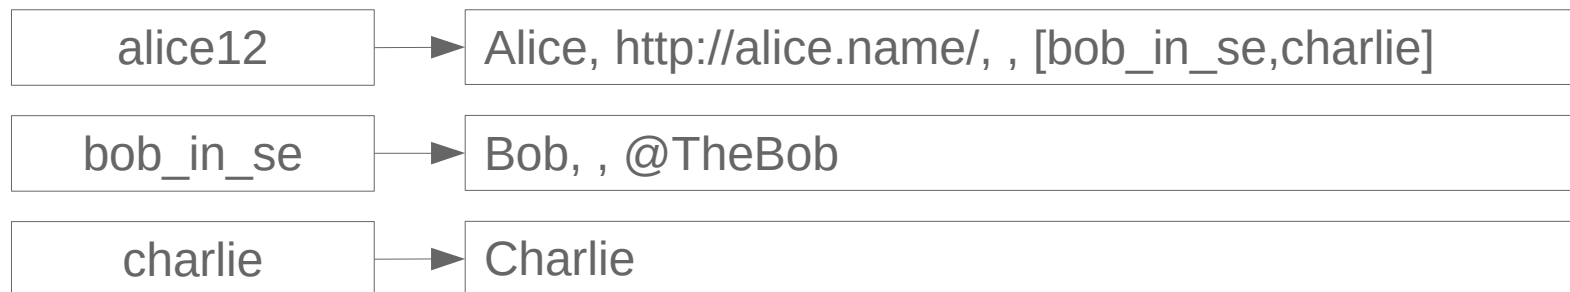 alice12 Alice, http://alice.name/, , [bob_in_se,charlie]
bob_in_se Bob, , @TheBob
charlie Charlie